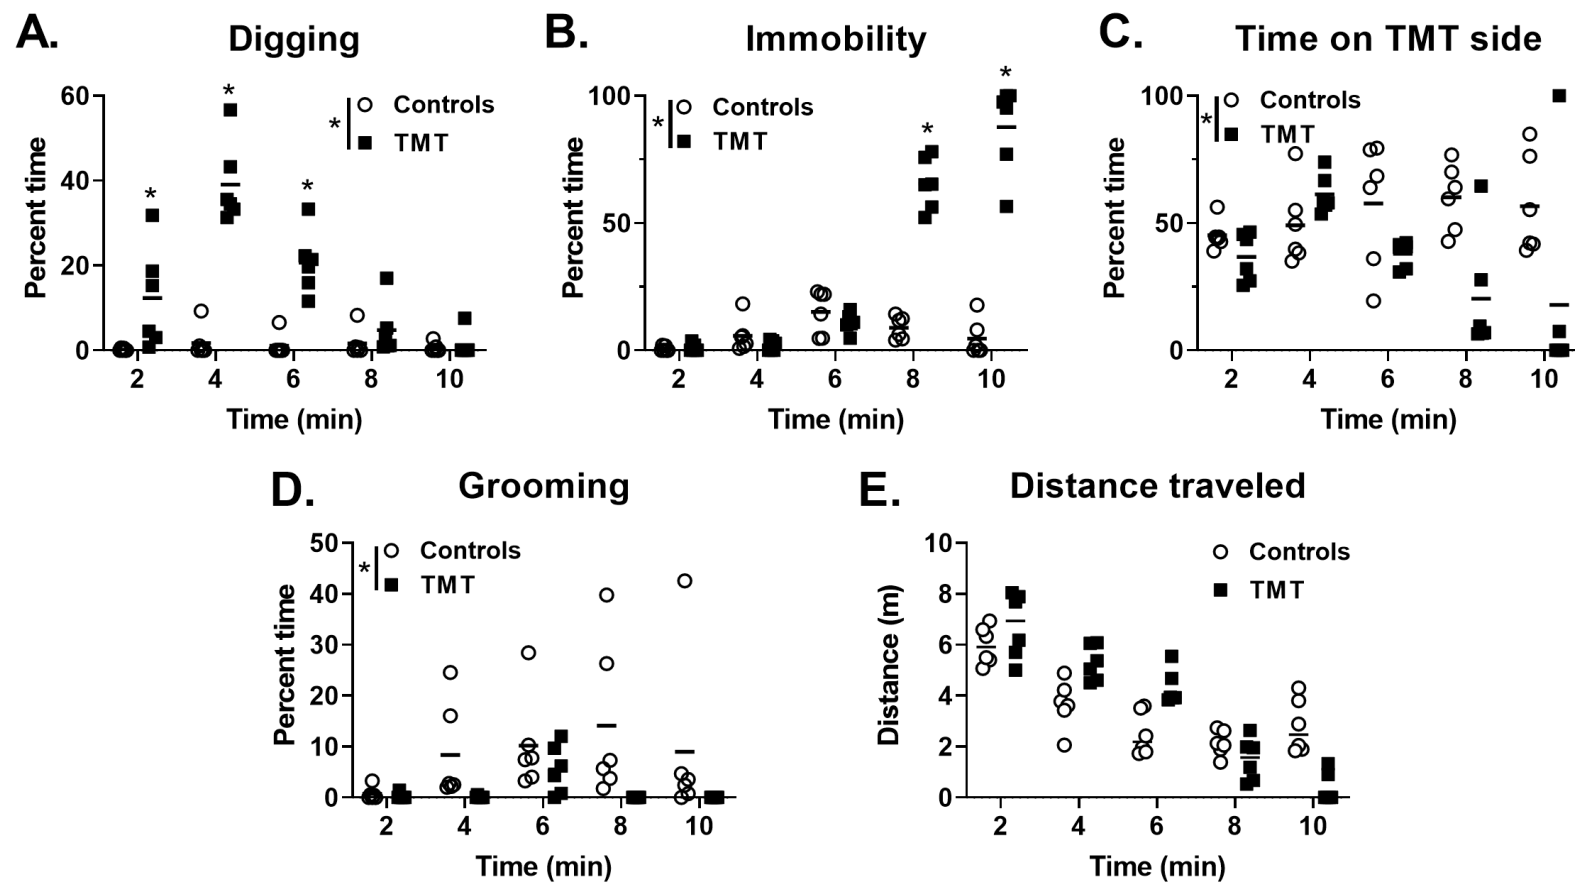 A. Digging
60
40
20
0
Percent time
* * *
* Controls
TMT
2 4 6 8 10
Time (min)
B. Immobility
100
50
0
Percent time
* *
* Controls
TMT
2 4 6 8 10
Time (min)
C. Time on TMT side
100
50
0
Percent time
* Controls
TMT
2 4 6 8 10
Time (min)
D. Grooming
50
40
30
20
10
0
Percent time
* Controls
TMT
2 4 6 8 10
Time (min)
E. Distance traveled
10
8
6
4
2
0
Distance (m)
Controls
TMT
2 4 6 8 10
Time (min)